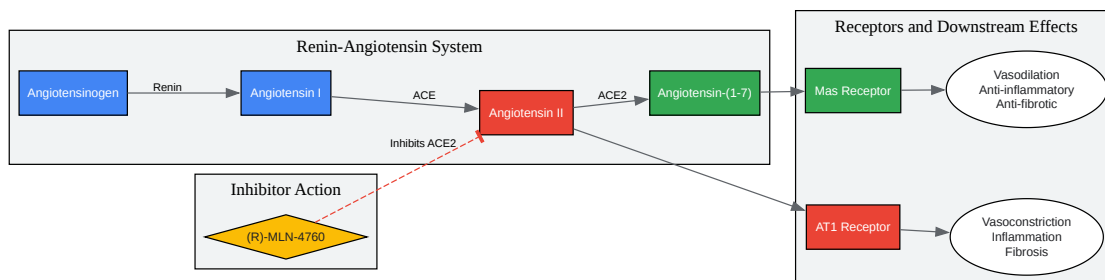 Renin-Angiotensin System
Angiotensinogen
Renin
Angiotensin I
ACE
Angiotensin II
ACE2
Angiotensin-(1-7)
Inhibits ACE2
Inhibitor Action
(R)-MLN-4760
Receptors and Downstream Effects
Mas Receptor
Vasodilation
Anti-inflammatory
Anti-fibrotic
AT1 Receptor
Vasoconstriction
Inflammation
Fibrosis